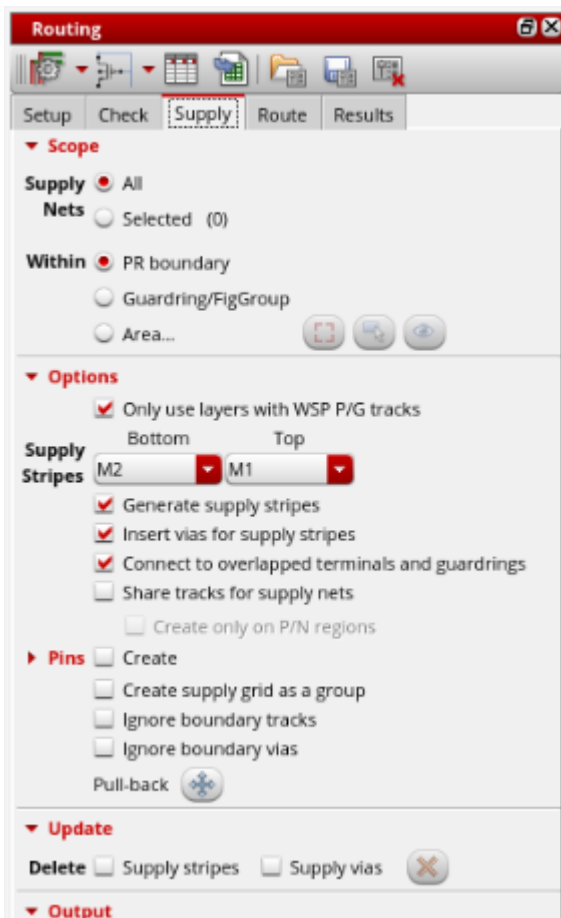 Routing
Setup Check Supply Route Results
Scope
Supply Nets All
Selected (0)
Within PR boundary
Guardring/FigGroup
Area...
Options
Only use layers with WSP P/G tracks
Bottom Top
Supply Stripes M2 M1
Generate supply stripes
Insert vias for supply stripes
Connect to overlapped terminals and guardrings
Share tracks for supply nets
Create only on P/N regions
Pins Create
Create supply grid as a group
Ignore boundary tracks
Ignore boundary vias
Pull-back
Update
Delete Supply stripes Supply vias
Output